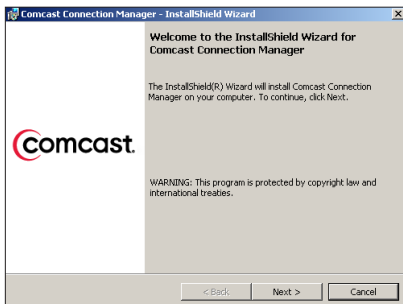 Comcast Connection Manager - InstallShield Wizard
Welcome to the InstallShield Wizard for
Comcast Connection Manager
The InstallShield(R) Wizard will install Comcast Connection
Manager on your computer. To continue, click Next.
comcast.
WARNING: This program is protected by copyright law and
international treaties.
< Back
Next >
Cancel